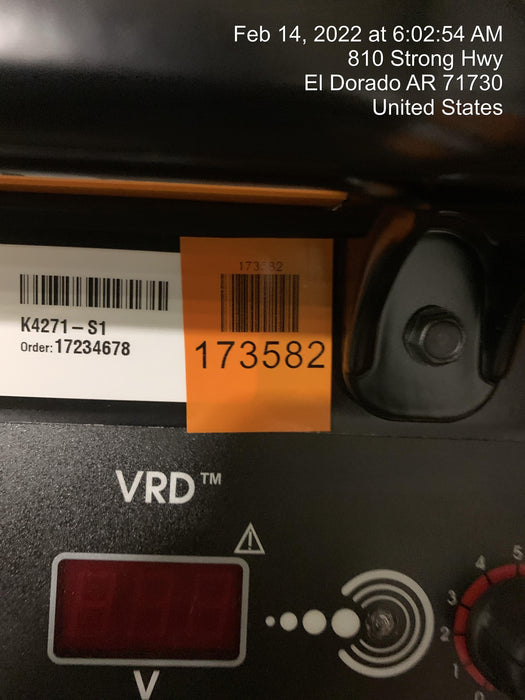 Feb 14, 2022 at 6:02:54 AM
810 Strong Hwy
El Dorado AR 71730
United States
K4271-S1
Order: 17234678
173582
173582
VRD™
V
5
4
3
2
1
0